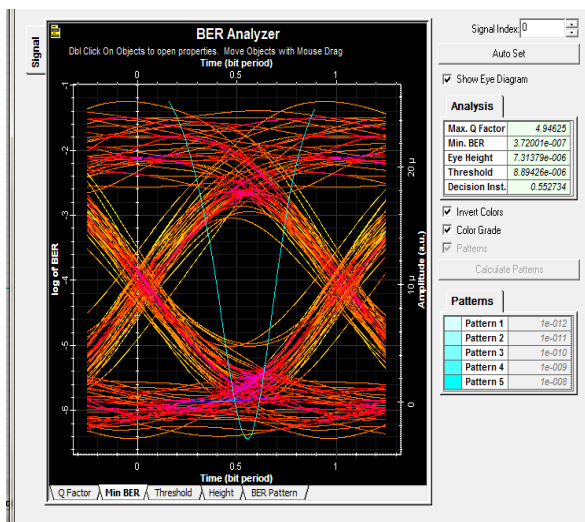 Signal
BER Analyzer
Dbl Click On Objects to open properties. Move Objects with Mouse Drag
Time (bit period)
0 0.5 1
-1
-2
-3
-4
-5
-6
log of BER
20 µ
10 µ
0
Amplitude (a.u.)
0 0.5 1
Time (bit period)
Q Factor Min BER Threshold Height BER Pattern
Signal Index: 0
Auto Set
Show Eye Diagram
Analysis
Max. Q Factor 4.94625
Min. BER 3.72001e-007
Eye Height 7.31379e-006
Threshold 8.89426e-006
Decision Inst. 0.552734
Invert Colors
Color Grade
Patterns
Calculate Patterns
Patterns
Pattern 1 1e-012
Pattern 2 1e-011
Pattern 3 1e-010
Pattern 4 1e-009
Pattern 5 1e-008